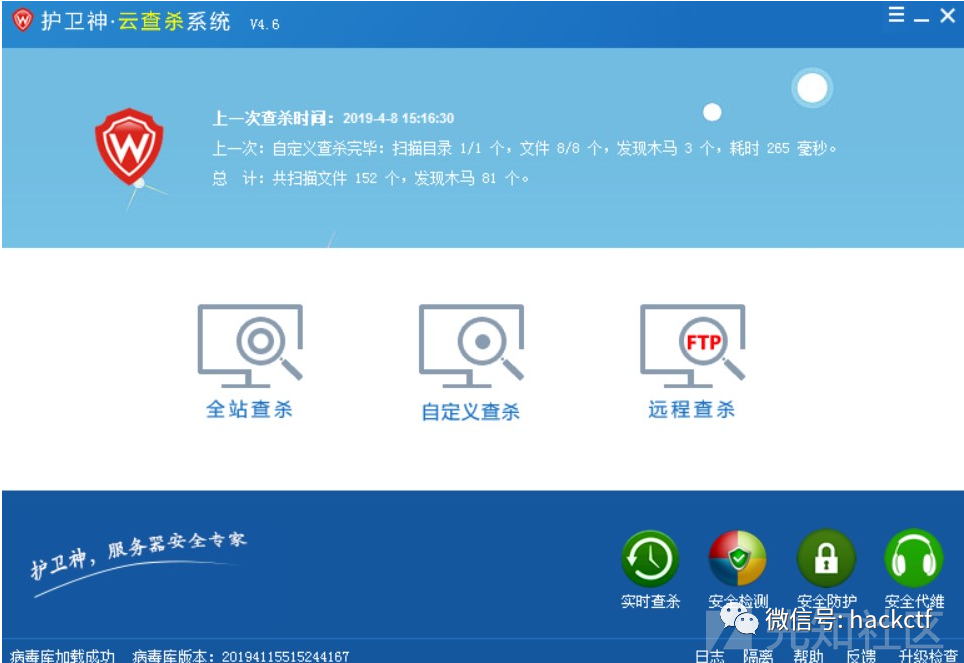 W 护卫神·云查杀系统 V4.6
上一次查杀时间：2019-4-8 15:16:30
W
上一次：自定义查杀完毕：扫描目录 1/1 个，文件 8/8 个，发现木马 3 个，耗时 265 毫秒。
总 计：共扫描文件 152 个，发现木马 81 个。
FTP
全站查杀 自定义查杀 远程查杀
护卫神，服务器安全专家
实时查杀 安全检测 安全防护 安全代维
微信号: hackctf
先知社区
病毒库加载成功 病毒库版本：20194115515244167 日志 隔离 帮助 反馈 升级检查